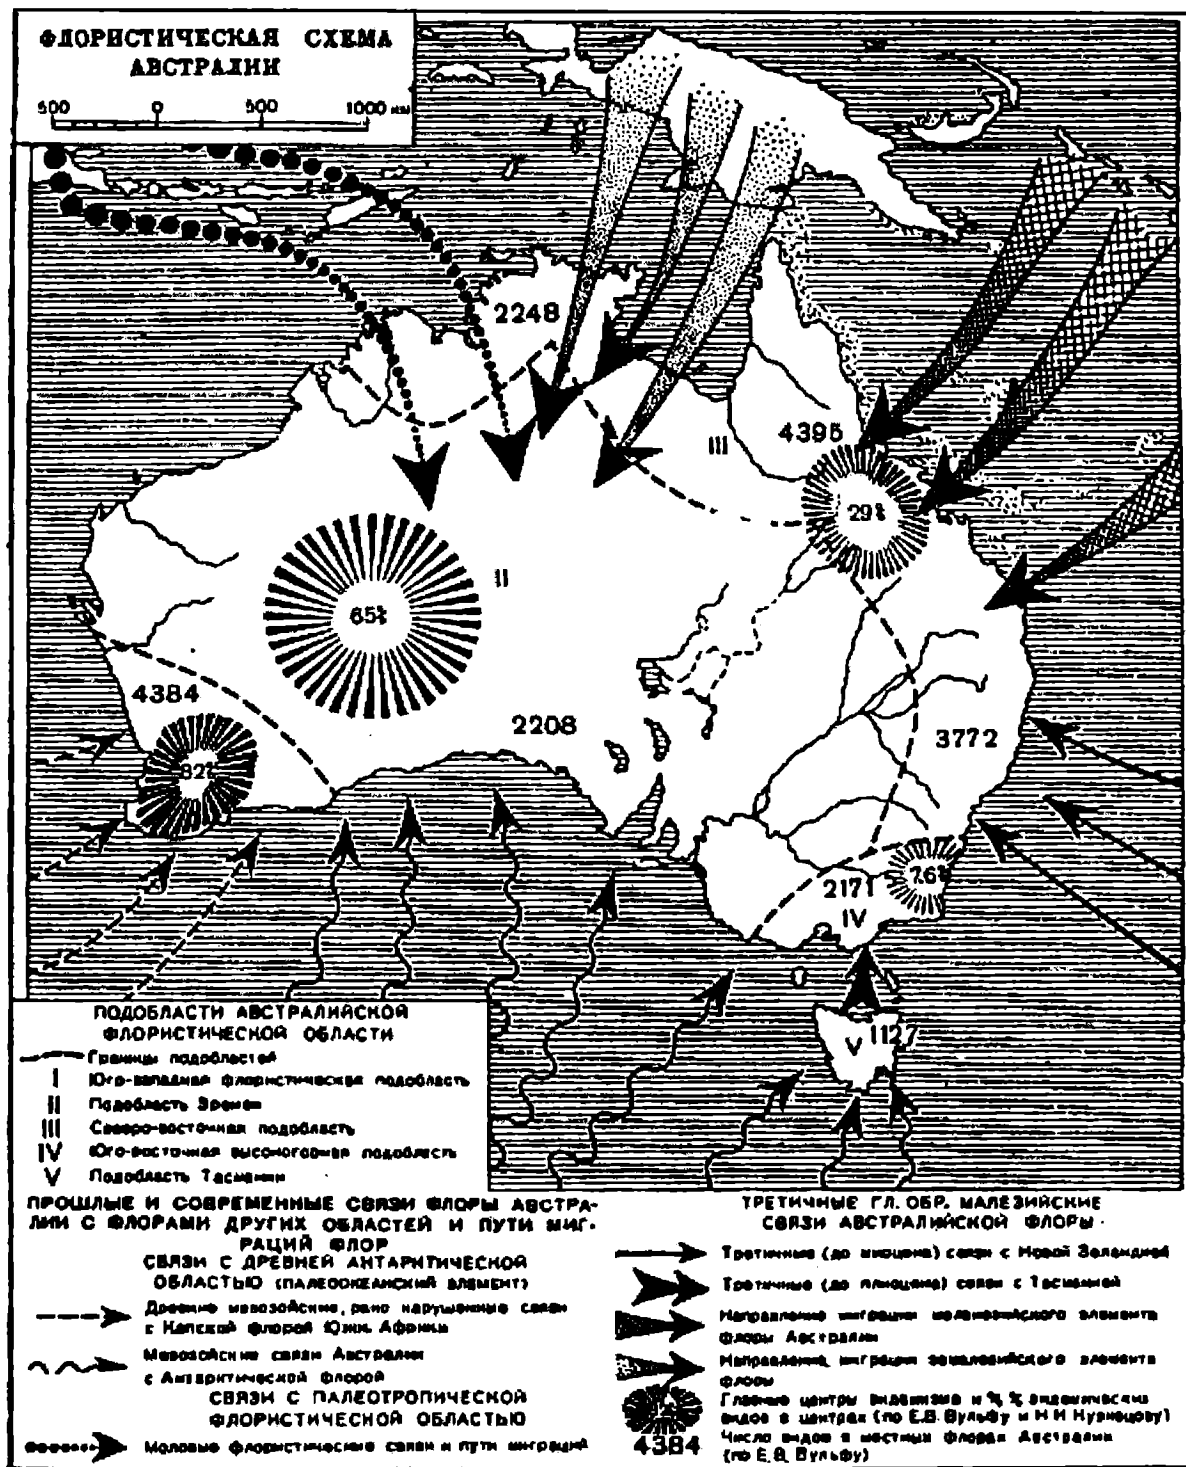 ФЛОРИСТИЧЕСКАЯ СХЕМА
АВСТРАЛИИ
500 0 500 1000 км
2248
4395
III
29%
II
65%
4384
2208
3772
82%
76%
2171
IV
V 1127
ПОДОБЛАСТИ АВСТРАЛИЙСКОЙ
ФЛОРИСТИЧЕСКОЙ ОБЛАСТИ
Границы подобластей
I Юго-западная флористическая подобласть
II Подобласть Эремеи
III Северо-восточная подобласть
IV Юго-восточная высокогорная подобласть
V Подобласть Тасмании
ПРОШЛЫЕ И СОВРЕМЕННЫЕ СВЯЗИ ФЛОРЫ АВСТРА-
ЛИИ С ФЛОРАМИ ДРУГИХ ОБЛАСТЕЙ И ПУТИ МИГ-
РАЦИЙ ФЛОР
СВЯЗИ С ДРЕВНЕЙ АНТАРИТИЧЕСКОЙ
ОБЛАСТЬЮ (ПАЛЕООКЕАНСКИЙ ЭЛЕМЕНТ)
Древние мезозойские, рано нарушенные связи
с Капской флорой Южн. Африки
Мезозойские связи Австралии
с Антарктической флорой
СВЯЗИ С ПАЛЕОТРОПИЧЕСКОЙ
ФЛОРИСТИЧЕСКОЙ ОБЛАСТЬЮ
Меловые флористические связи и пути миграций
ТРЕТИЧНЫЕ ГЛ. ОБР. МАЛЕЗИЙСКИЕ
СВЯЗИ АВСТРАЛИЙСКОЙ ФЛОРЫ
Третичные (до миоцена) связи с Новой Зеландией
Третичные (до плиоцена) связи с Тасманией
Направление миграции меланезийского элемента
флоры Австралии
Направления миграции элемента
флоры
Главные центры эндемизма и %% эндемических
видов в центрах (по Е.В. Вульфу и Н.И. Кузнецову)
4384 Число видов в местных флорах Австралии
(по Е.В. Вульфу)